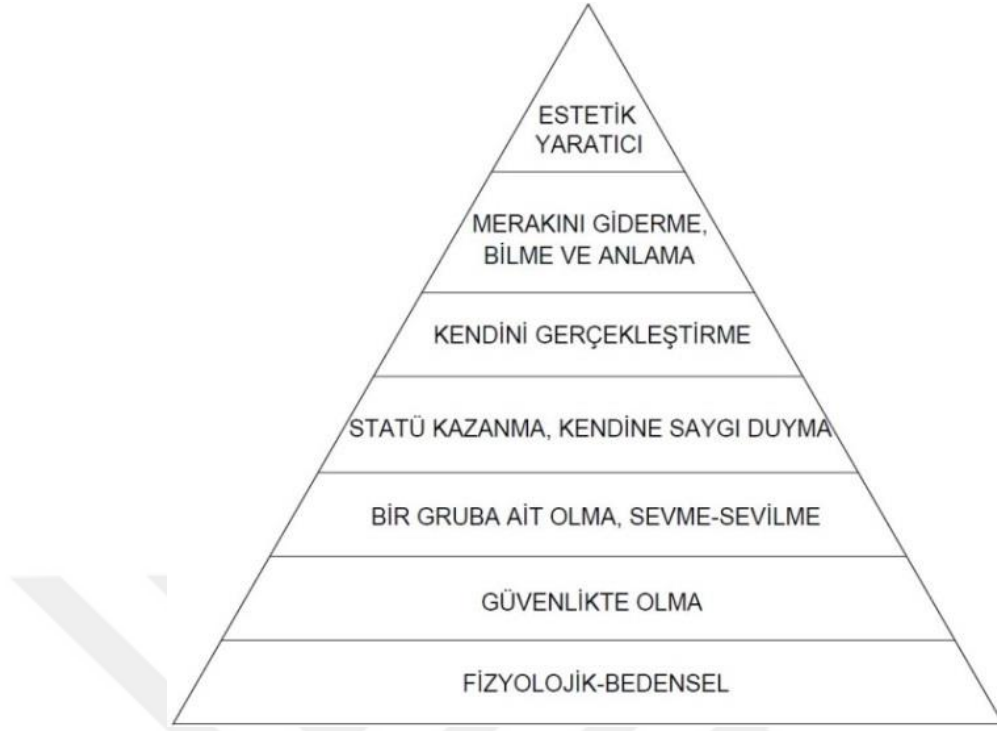 ESTETİK
YARATICI
MERAKINI GİDERME,
BİLME VE ANLAMA
KENDİNİ GERÇEKLEŞTİRME
STATÜ KAZANMA, KENDİNE SAYGI DUYMA
BİR GRUBA AİT OLMA, SEVME-SEVİLME
GÜVENLİKTE OLMA
FİZYOLOJİK-BEDENSEL